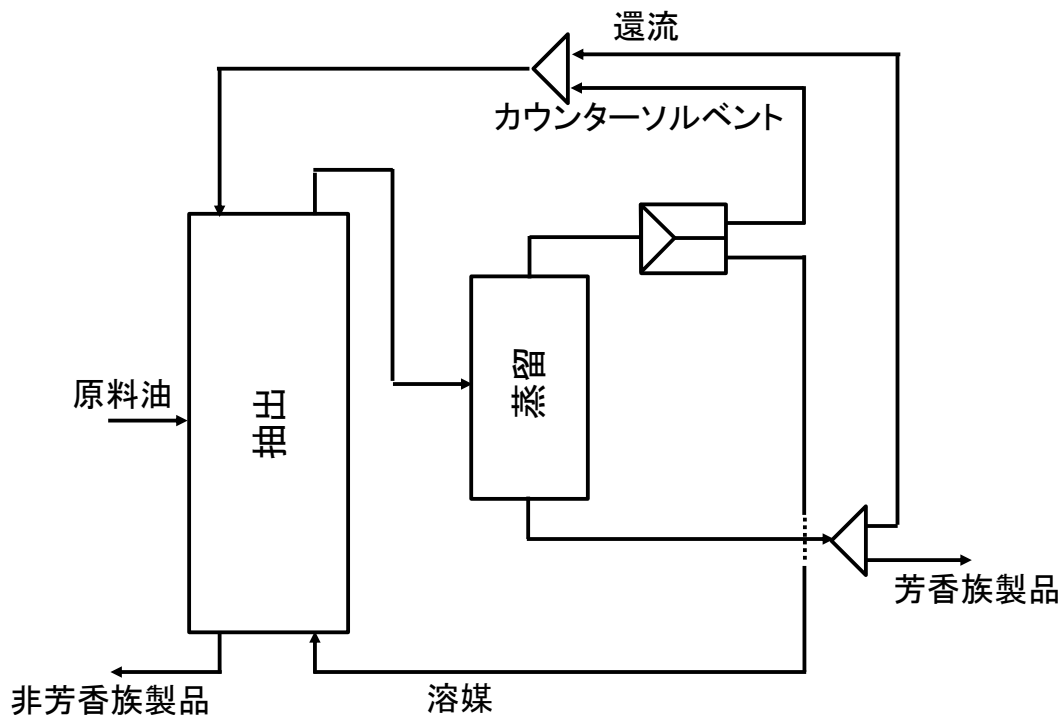 還流
カウンターソルベント
原料油
抽出
蒸留
芳香族製品
非芳香族製品
溶媒